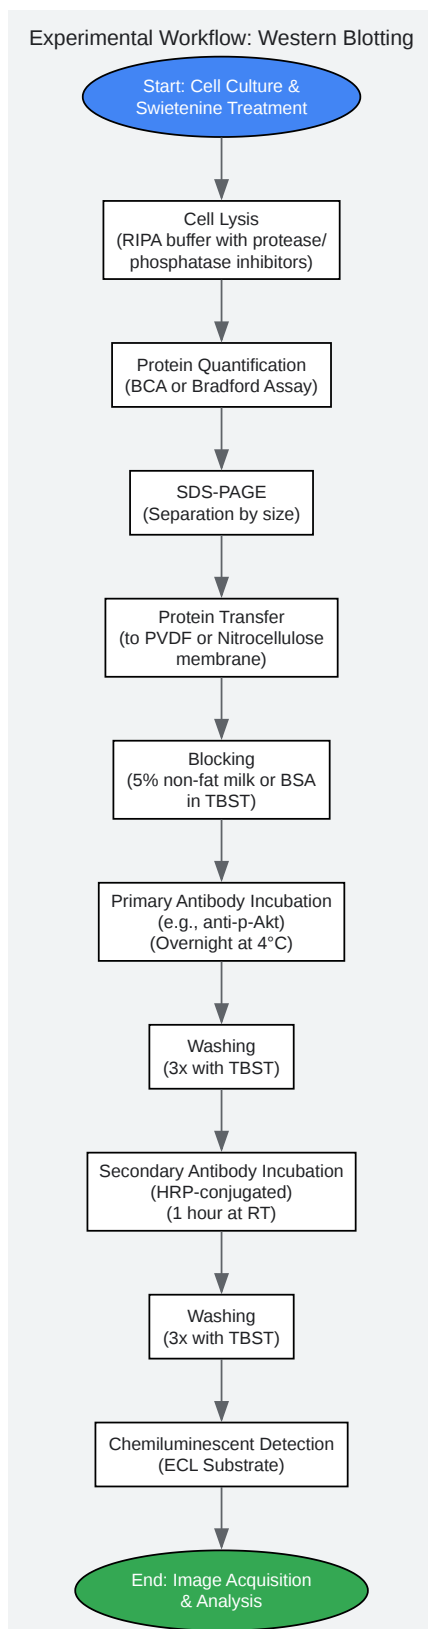 Experimental Workflow: Western Blotting
Start: Cell Culture &
Swietenine Treatment
Cell Lysis
(RIPA buffer with protease/
phosphatase inhibitors)
Protein Quantification
(BCA or Bradford Assay)
SDS-PAGE
(Separation by size)
Protein Transfer
(to PVDF or Nitrocellulose
membrane)
Blocking
(5% non-fat milk or BSA
in TBST)
Primary Antibody Incubation
(e.g., anti-p-Akt)
(Overnight at 4°C)
Washing
(3x with TBST)
Secondary Antibody Incubation
(HRP-conjugated)
(1 hour at RT)
Washing
(3x with TBST)
Chemiluminescent Detection
(ECL Substrate)
End: Image Acquisition
& Analysis